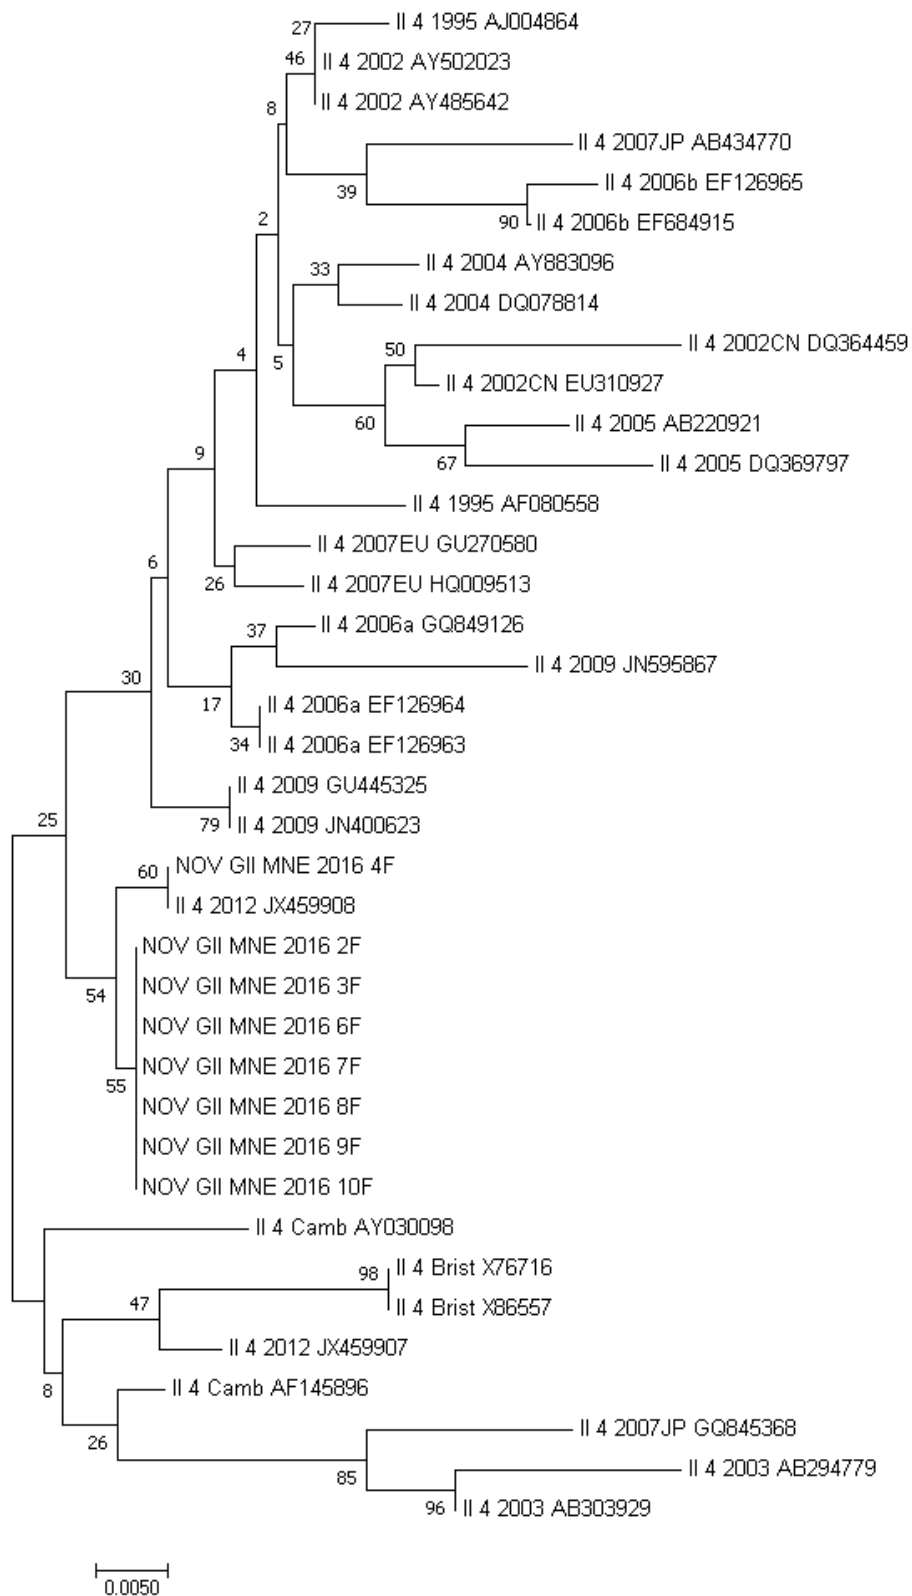 27
II 4 1995 AJ004864
46
II 4 2002 AY502023
II 4 2002 AY485642
8
II 4 2007JP AB434770
39
II 4 2006b EF126965
90
II 4 2006b EF684915
2
II 4 2004 AY883096
33
II 4 2004 DQ078814
5
II 4 2002CN DQ364459
50
II 4 2002CN EU310927
60
II 4 2005 AB220921
67
II 4 2005 DQ369797
4
II 4 1995 AF080558
9
II 4 2007EU GU270580
26
II 4 2007EU HQ009513
6
II 4 2006a GQ849126
37
II 4 2009 JN595867
17
II 4 2006a EF126964
34
II 4 2006a EF126963
30
II 4 2009 GU445325
79
II 4 2009 JN400623
25
60
NOV GII MNE 2016 4F
II 4 2012 JX459908
NOV GII MNE 2016 2F
54
NOV GII MNE 2016 3F
NOV GII MNE 2016 6F
NOV GII MNE 2016 7F
55
NOV GII MNE 2016 8F
NOV GII MNE 2016 9F
NOV GII MNE 2016 10F
II 4 Camb AY030098
98
II 4 Brist X76716
47
II 4 Brist X86557
II 4 2012 JX459907
8
II 4 Camb AF145896
26
II 4 2007JP GQ845368
85
II 4 2003 AB294779
96
II 4 2003 AB303929
0.0050